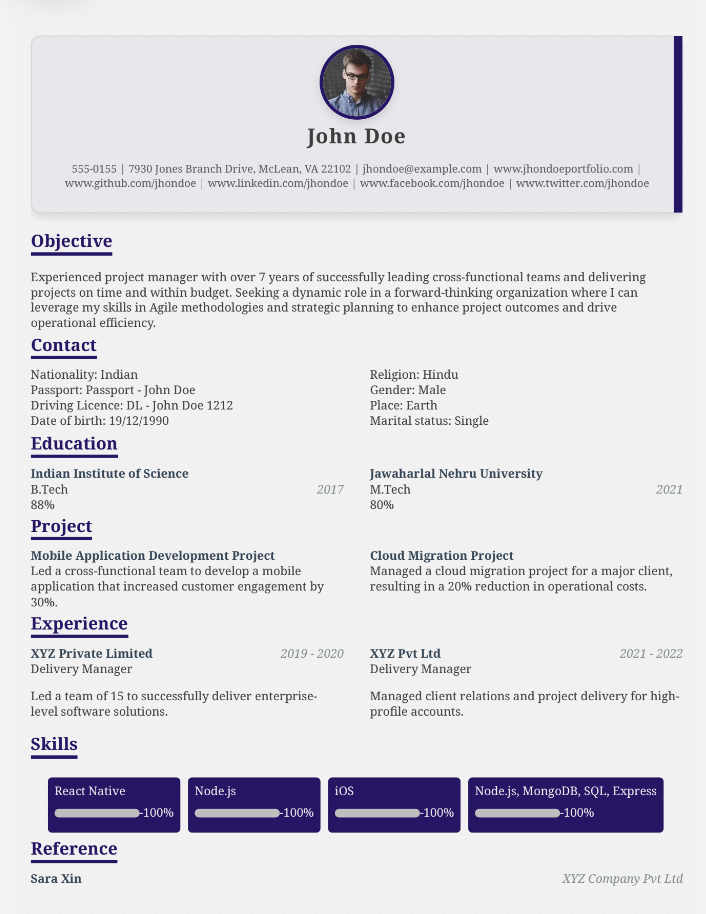 John Doe
555-0155 | 7930 Jones Branch Drive, McLean, VA 22102 | jhondoe@example.com | www.jhondoeportfolio.com |
www.github.com/jhondoe | www.linkedin.com/jhondoe | www.facebook.com/jhondoe | www.twitter.com/jhondoe
Objective
Experienced project manager with over 7 years of successfully leading cross-functional teams and delivering
projects on time and within budget. Seeking a dynamic role in a forward-thinking organization where I can
leverage my skills in Agile methodologies and strategic planning to enhance project outcomes and drive
operational efficiency.
Contact
Nationality: Indian
Passport: Passport - John Doe
Driving Licence: DL - John Doe 1212
Date of birth: 19/12/1990
Religion: Hindu
Gender: Male
Place: Earth
Marital status: Single
Education
Indian Institute of Science
B.Tech 2017
88%
Jawaharlal Nehru University
M.Tech 2021
80%
Project
Mobile Application Development Project
Led a cross-functional team to develop a mobile
application that increased customer engagement by
30%.
Cloud Migration Project
Managed a cloud migration project for a major client,
resulting in a 20% reduction in operational costs.
Experience
XYZ Private Limited 2019 - 2020
Delivery Manager
Led a team of 15 to successfully deliver enterprise-
level software solutions.
XYZ Pvt Ltd 2021 - 2022
Delivery Manager
Managed client relations and project delivery for high-
profile accounts.
Skills
React Native
-100%
Node.js
-100%
iOS
-100%
Node.js, MongoDB, SQL, Express
-100%
Reference
Sara Xin XYZ Company Pvt Ltd